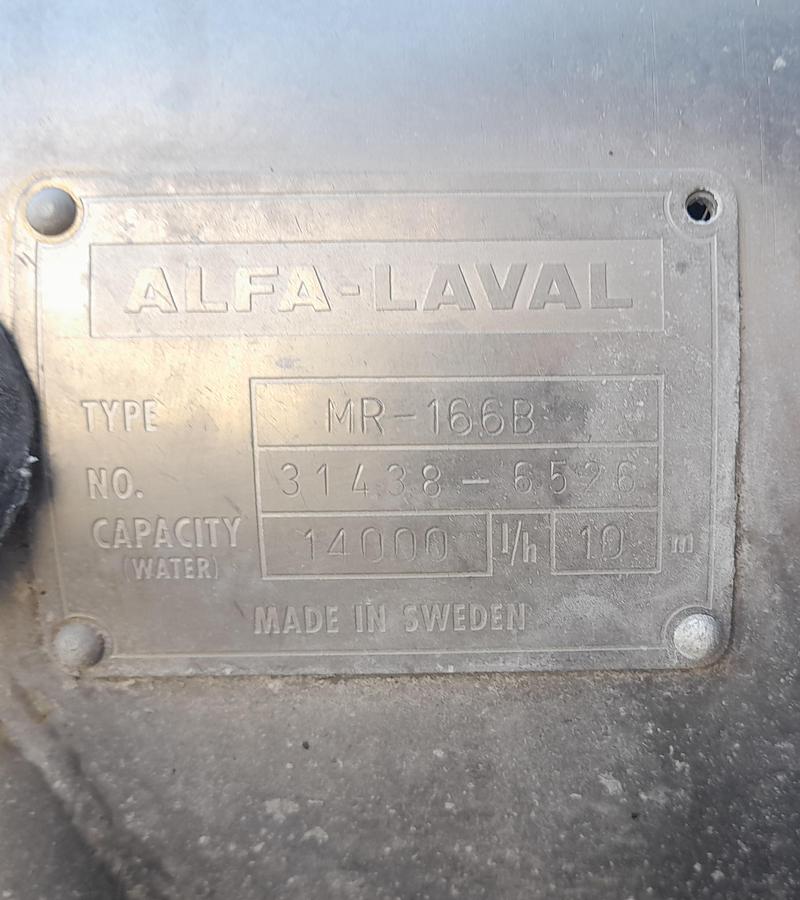 ALFA-LAVAL
TYPE MR-166B
NO. 31438-6526
CAPACITY (WATER) 14000 l/h 10 m
MADE IN SWEDEN